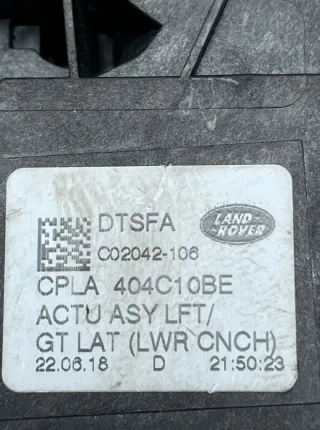 DTSFA
LAND-
-ROVER
C02042-106
CPLA 404C10BE
ACTU ASY LFT/
GT LAT (LWR CNCH)
22.06.18 D 21:50:23